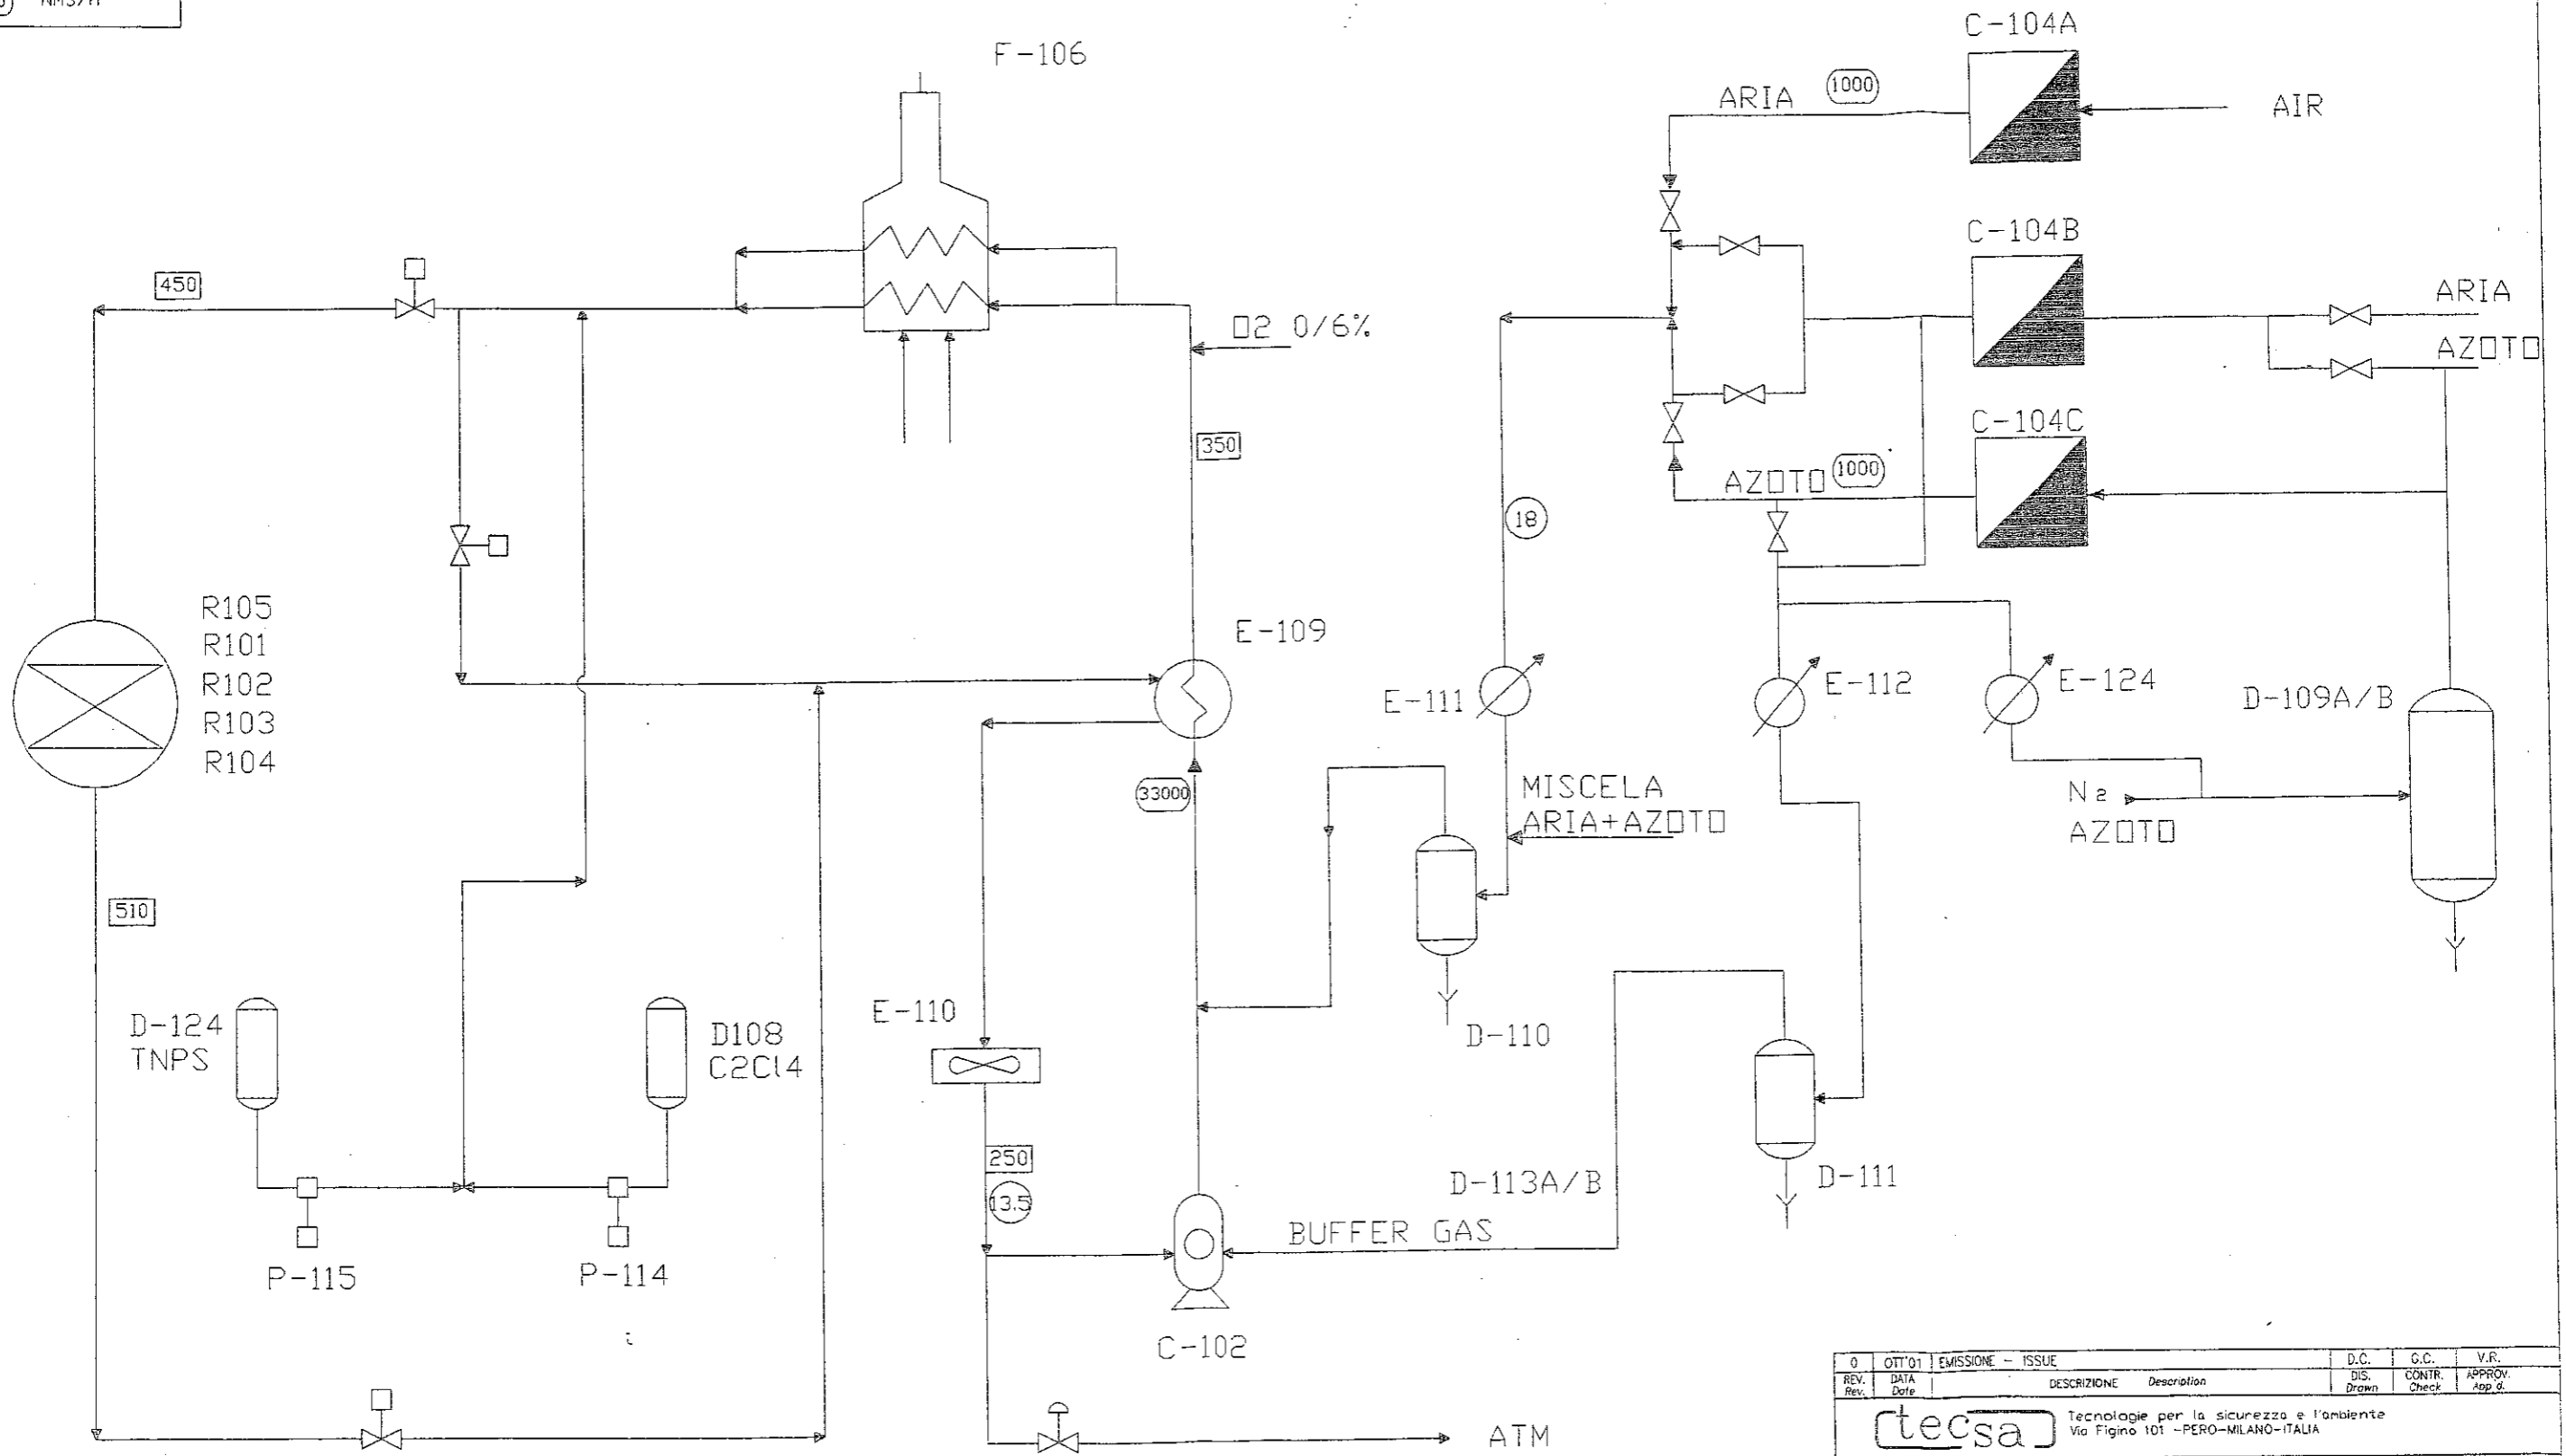 NM3/H
F-106
C-104A
ARIA
1000
AIR
C-104B
450
ARIA
O2 0/6%
AZOTO
350
C-104C
AZOTO
1000
18
R105
R101
R102
R103
R104
E-109
E-111
E-112
E-124
D-109A/B
33000
MISCELA
ARIA+AZOTO
N2
AZOTO
510
E-110
D-124
TNPS
D108
C2Cl4
D-110
250
13.5
D-113A/B
D-111
BUFFER GAS
P-115
P-114
C-102
ATM
0 OTT'01 EMISSIONE - ISSUE D.C. G.C. V.R.
REV. DATA DESCRIZIONE Description DIS. CONTR. APPROV.
Rev. Date Drawn Check App'd.
tecsa
Tecnologie per la sicurezza e l'ambiente
Via Figino 101 -PERO-MILANO-ITALIA